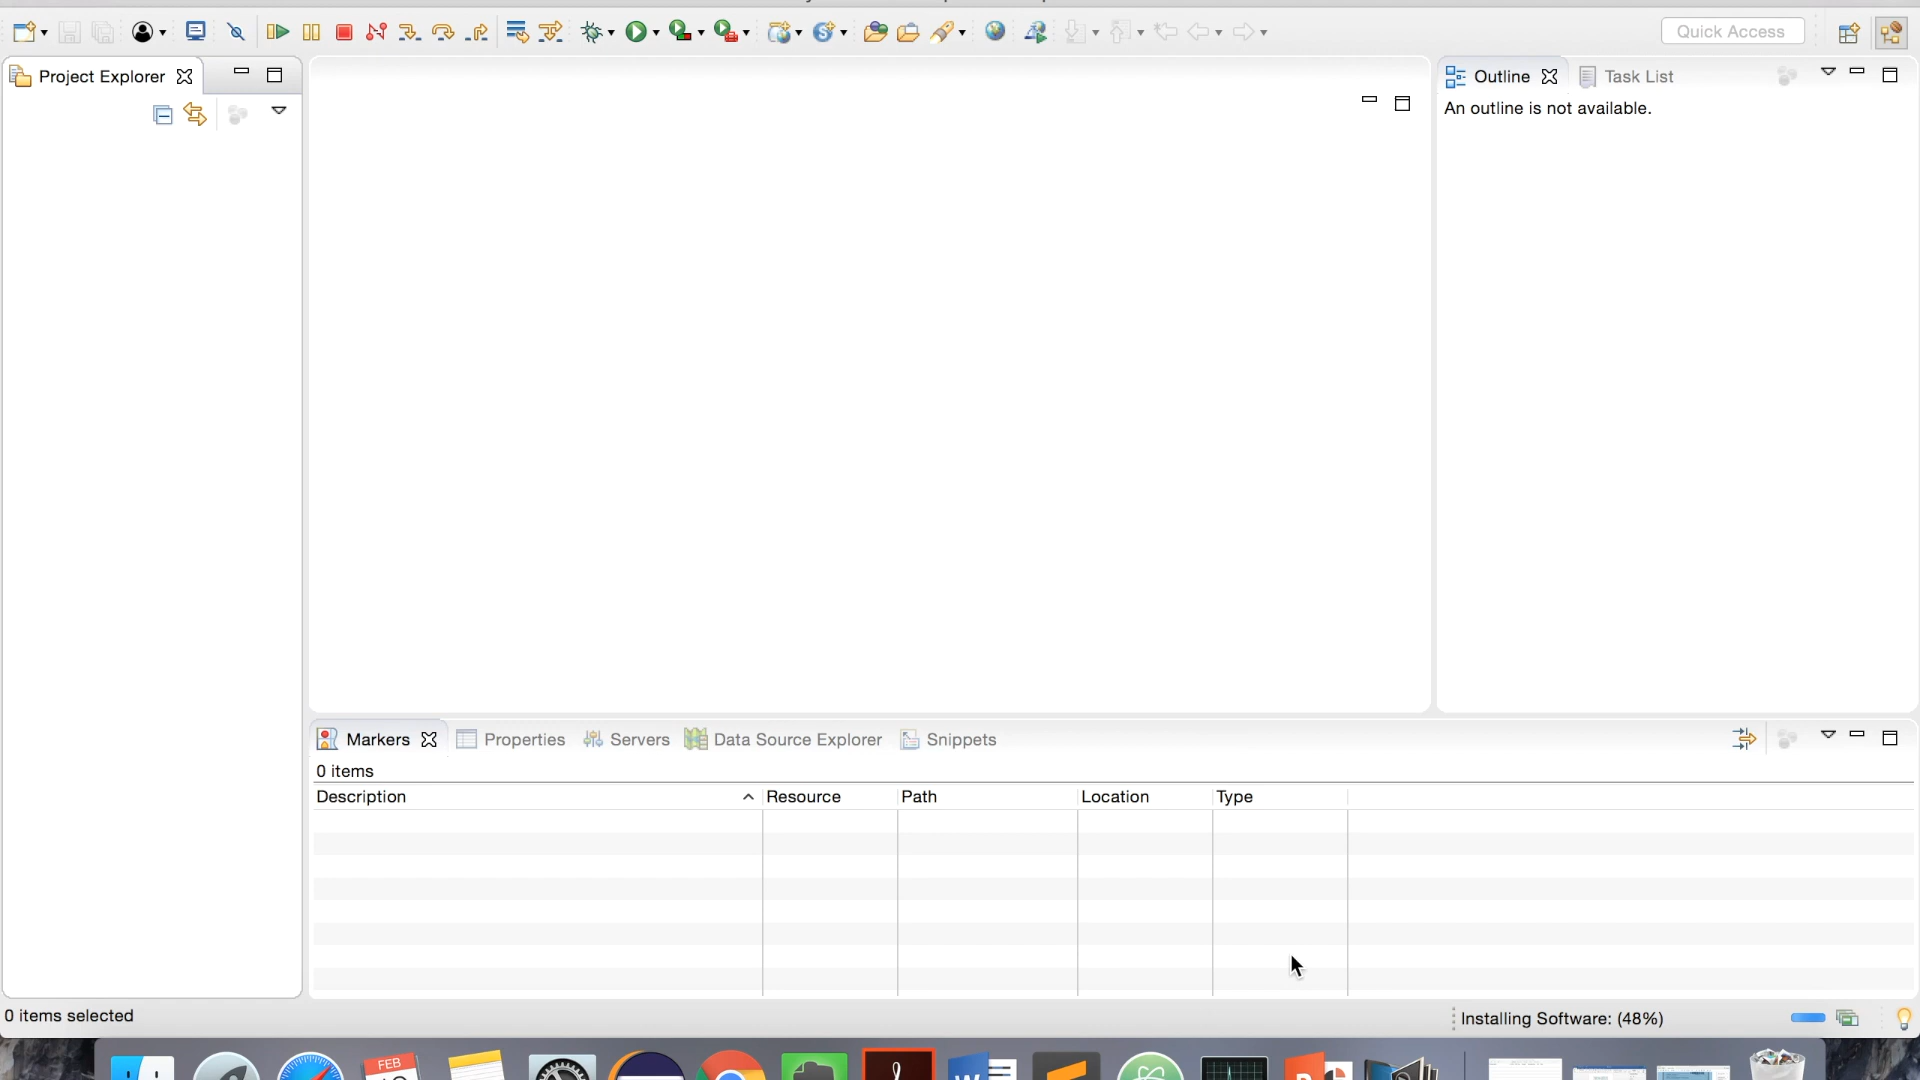 Quick Access
Project Explorer
Outline Task List
An outline is not available.
Markers Properties Servers Data Source Explorer Snippets
0 items
Description Resource Path Location Type
0 items selected
Installing Software: (48%)
FEB